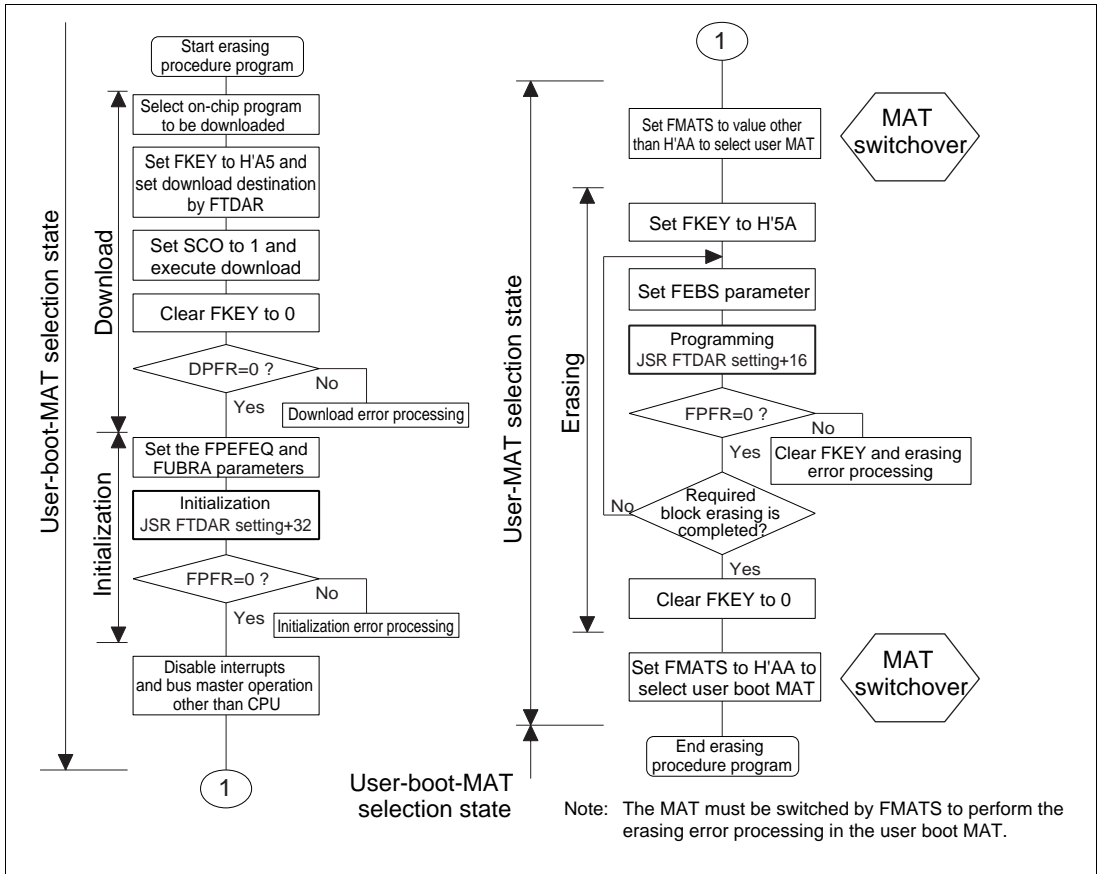 User-boot-MAT selection state
Start erasing
procedure program
Download
Select on-chip program
to be downloaded
Set FKEY to H'A5 and
set download destination
by FTDAR
Set SCO to 1 and
execute download
Clear FKEY to 0
DPFR=0 ?
No
Yes
Download error processing
Initialization
Set the FPEFEQ and
FUBRA parameters
Initialization
JSR FTDAR setting+32
FPFR=0 ?
No
Yes
Initialization error processing
Disable interrupts
and bus master operation
other than CPU
1
1
User-MAT selection state
Set FMATS to value other
than H'AA to select user MAT
MAT
switchover
Erasing
Set FKEY to H'5A
Set FEBS parameter
Programming
JSR FTDAR setting+16
FPFR=0 ?
No
Yes
Clear FKEY and erasing
error processing
Required
block erasing is
completed?
No
Yes
Clear FKEY to 0
Set FMATS to H'AA to
select user boot MAT
MAT
switchover
End erasing
procedure program
User-boot-MAT
selection state
Note: The MAT must be switched by FMATS to perform the
erasing error processing in the user boot MAT.